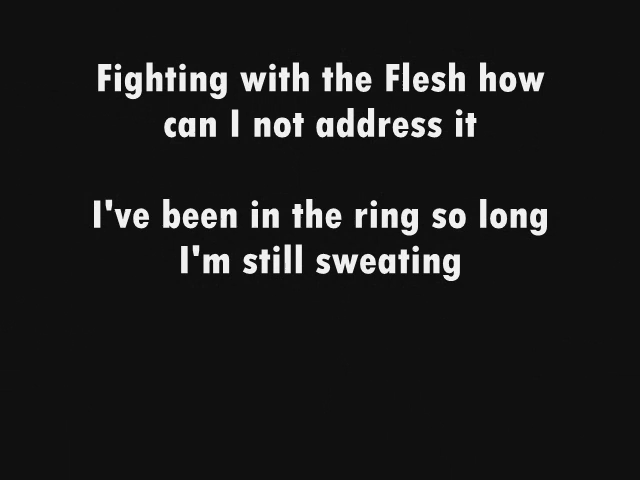 Fighting with the Flesh how
can I not address it
I've been in the ring so long
I'm still sweating